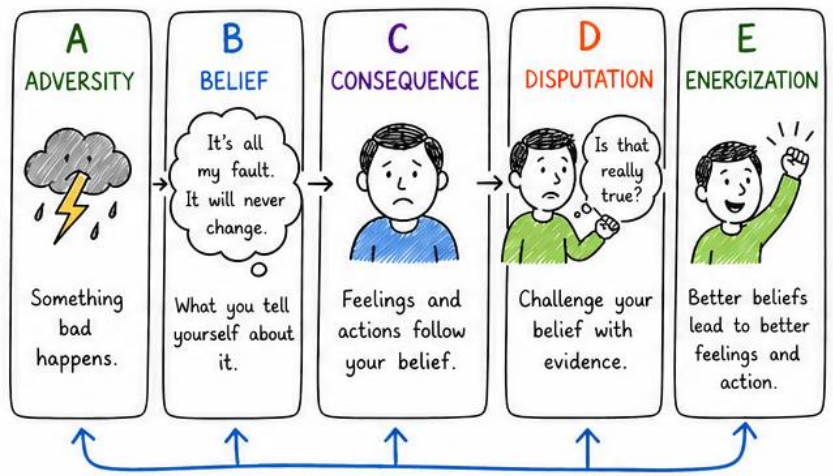 A
ADVERSITY
Something
bad
happens.
B
BELIEF
It's all
my fault.
It will never
change.
What you tell
yourself about
it.
C
CONSEQUENCE
Feelings and
actions follow
your belief.
D
DISPUTATION
Is that
really
true?
Challenge your
belief with
evidence.
E
ENERGIZATION
Better beliefs
lead to better
feelings and
action.